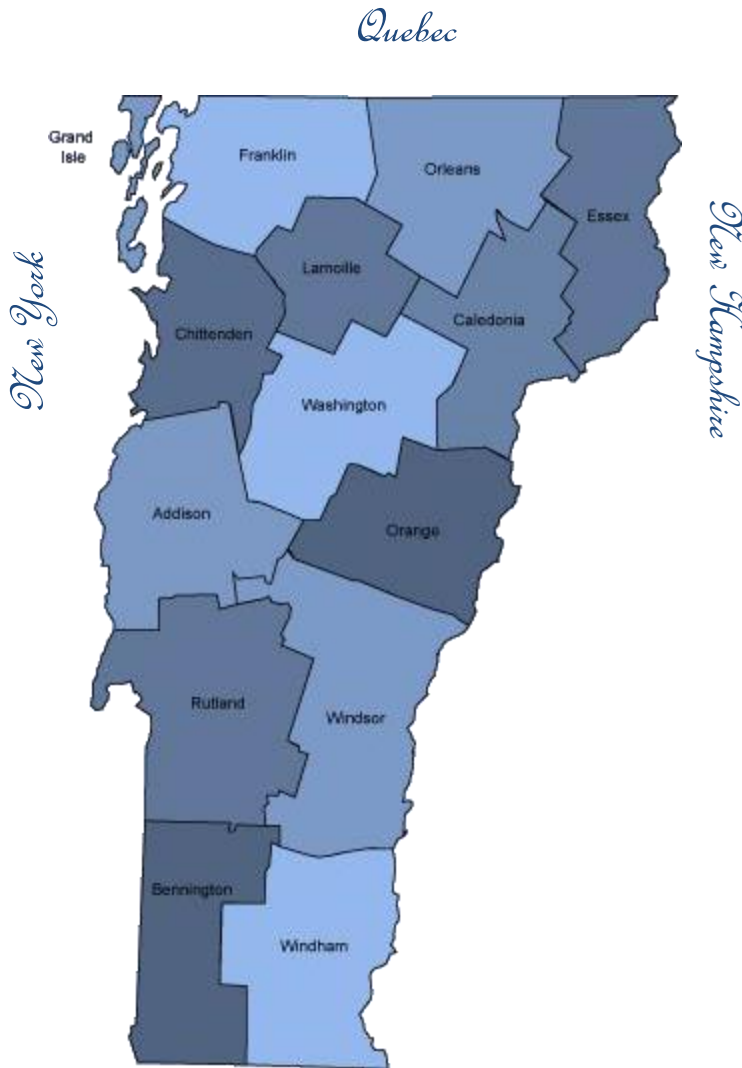 Quebec
Grand
Isle
Franklin
Orleans
Essex
New York
New Hampshire
Lamoille
Caledonia
Chittenden
Washington
Addison
Orange
Rutland
Windsor
Bennington
Windham